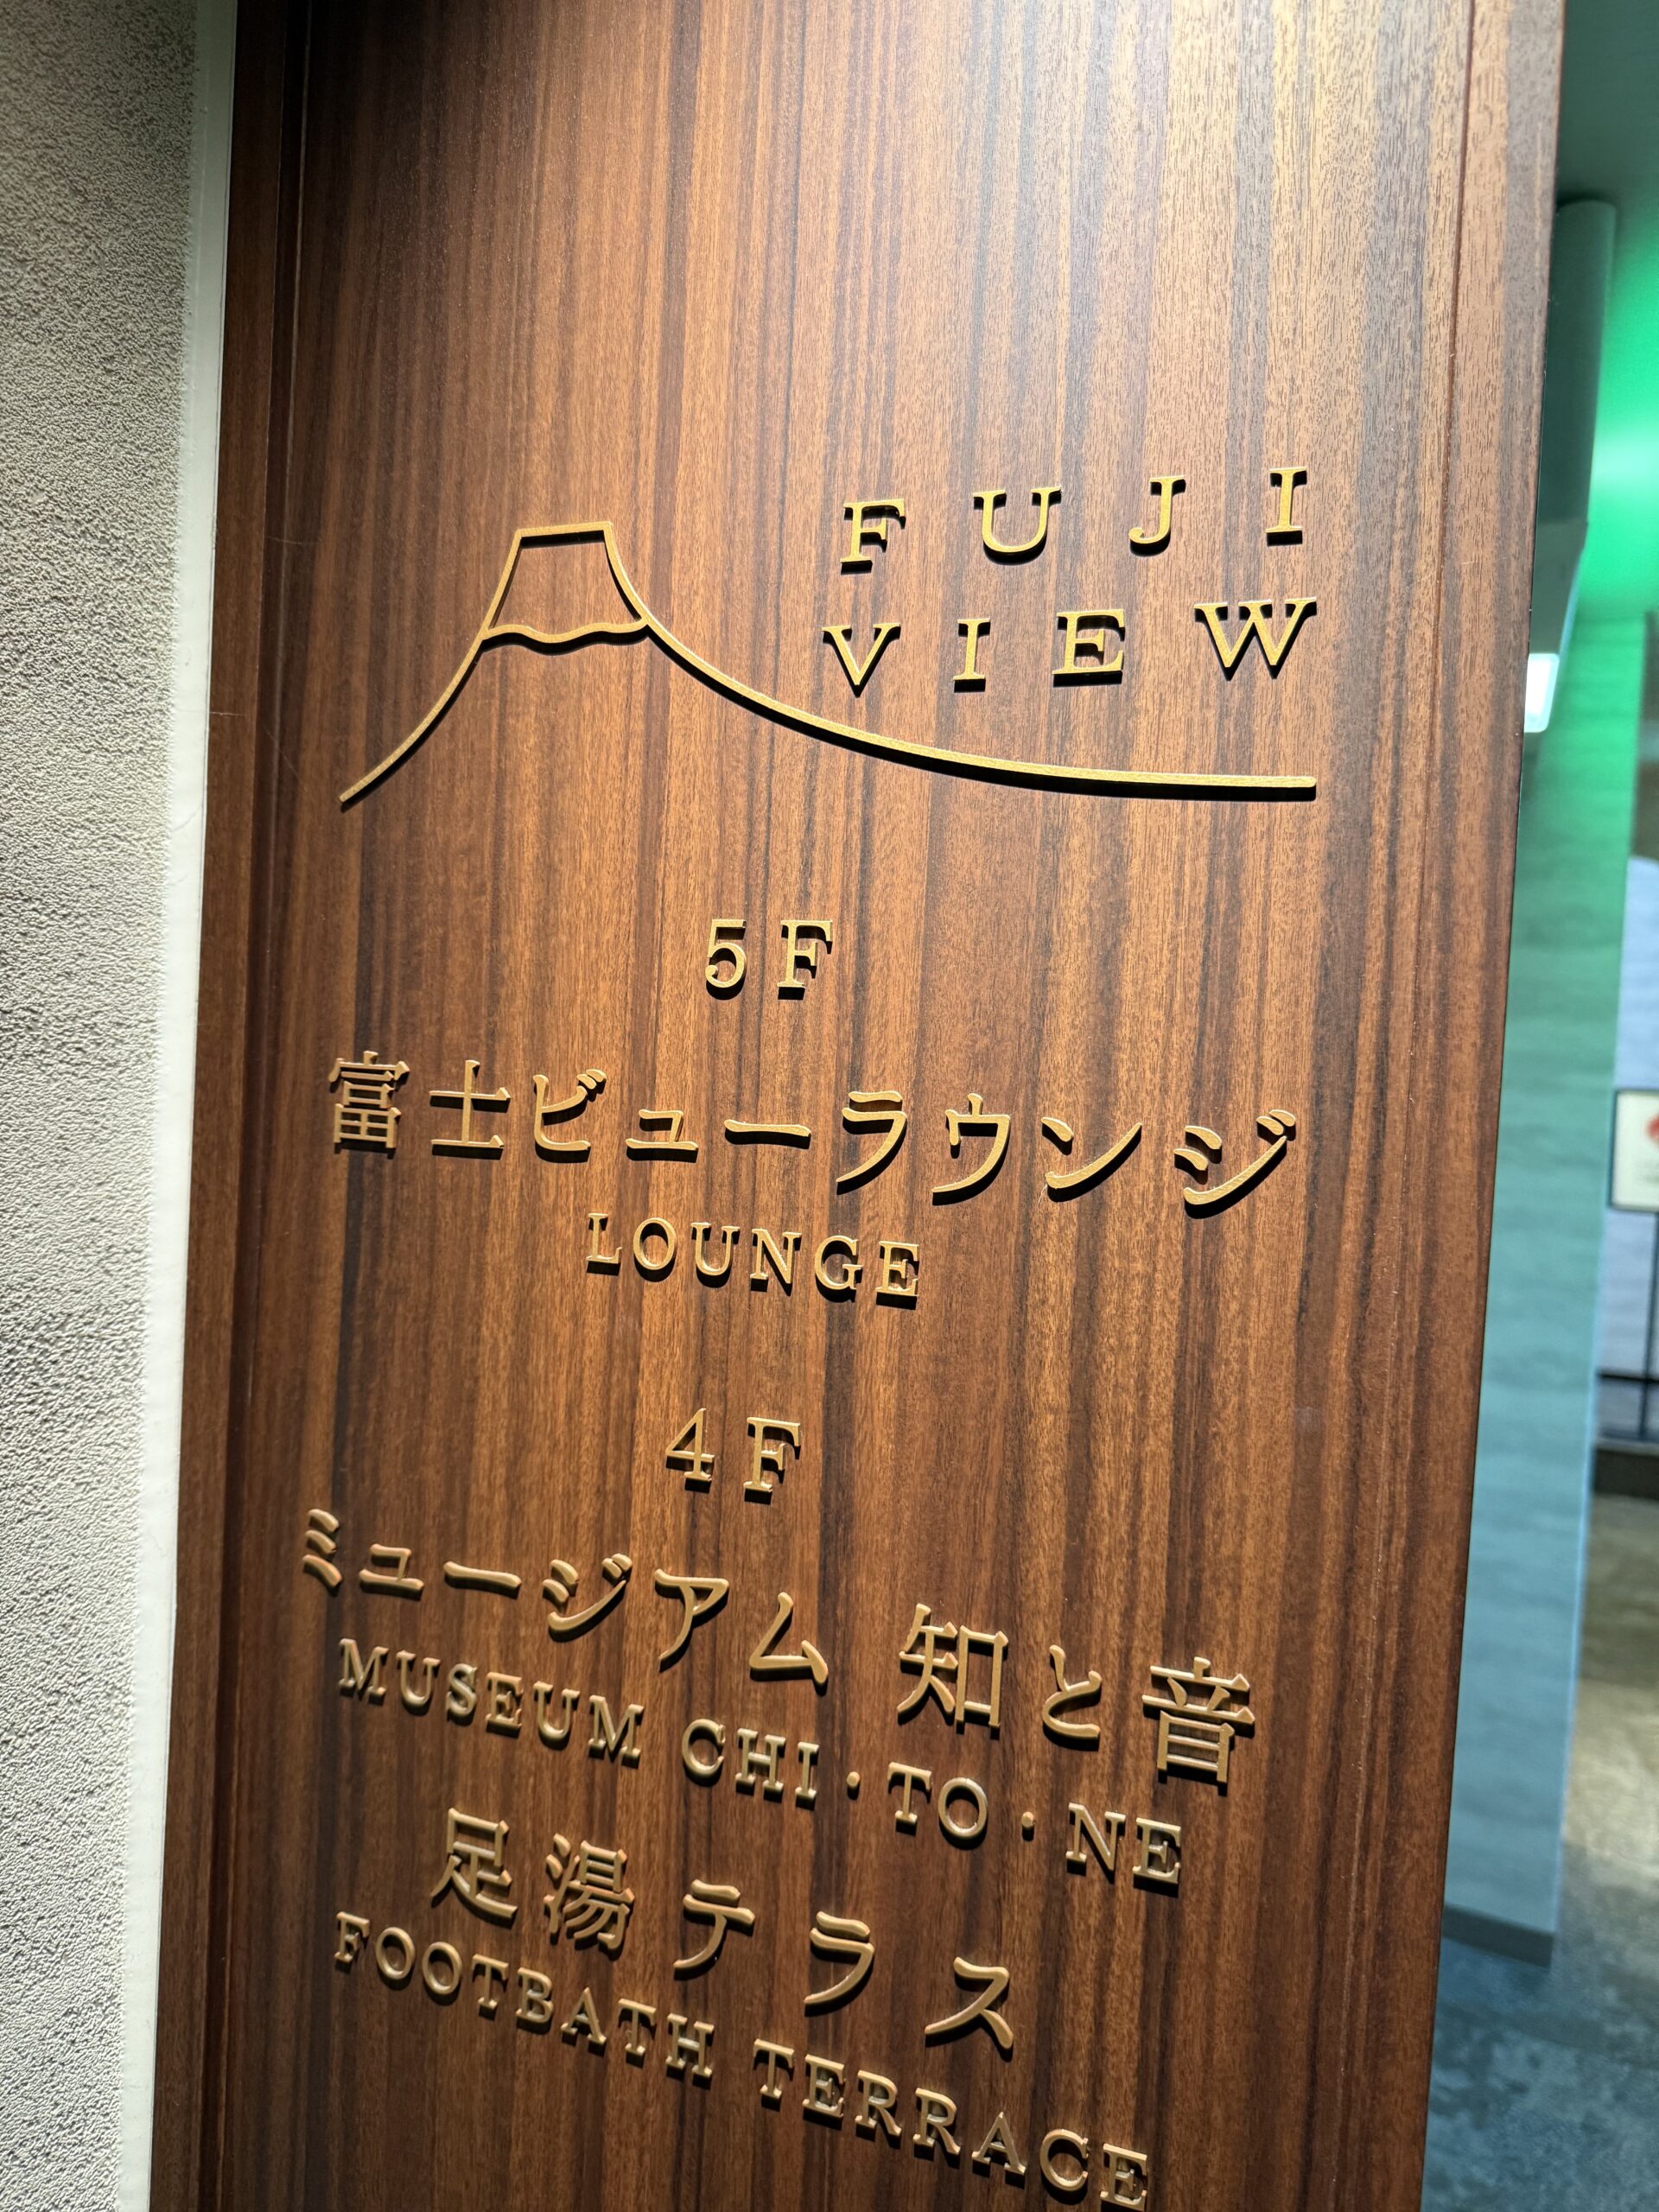 FUJI
VIEW
5F
富士ビューラウンジ
LOUNGE
4F
ミュージアム 知と音
MUSEUM CHI・TO・NE
足湯テラス
FOOTBATH TERRACE